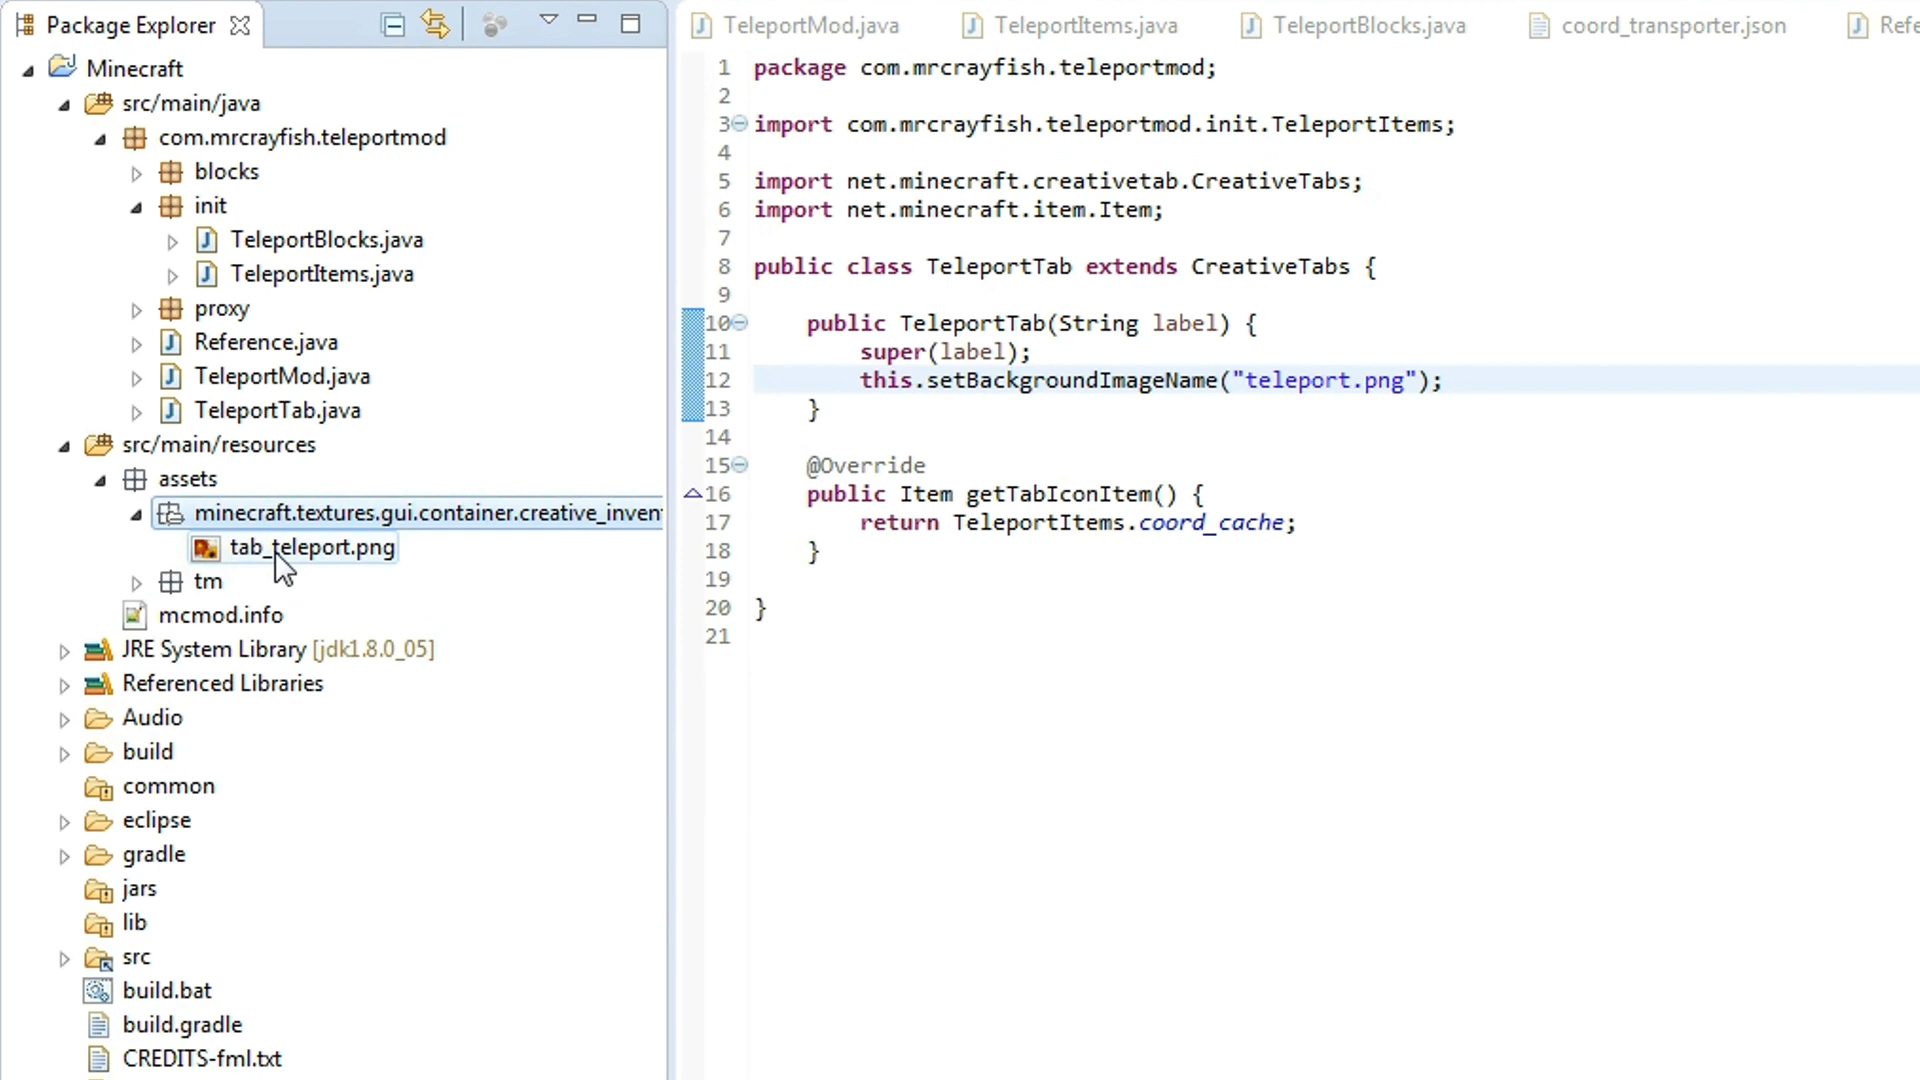 Package Explorer
Minecraft
src/main/java
com.mrcrayfish.teleportmod
blocks
init
TeleportBlocks.java
TeleportItems.java
proxy
Reference.java
TeleportMod.java
TeleportTab.java
src/main/resources
assets
minecraft.textures.gui.container.creative_inven
tab_teleport.png
tm
mcmod.info
JRE System Library [jdk1.8.0_05]
Referenced Libraries
Audio
build
common
eclipse
gradle
jars
lib
src
build.bat
build.gradle
CREDITS-fml.txt
TeleportMod.java TeleportItems.java TeleportBlocks.java coord_transporter.json Refe
1 package com.mrcrayfish.teleportmod;
2
3 import com.mrcrayfish.teleportmod.init.TeleportItems;
4
5 import net.minecraft.creativetab.CreativeTabs;
6 import net.minecraft.item.Item;
7
8 public class TeleportTab extends CreativeTabs {
9
10 public TeleportTab(String label) {
11 super(label);
12 this.setBackgroundImageName("teleport.png");
13 }
14
15 @Override
16 public Item getTabIconItem() {
17 return TeleportItems.coord_cache;
18 }
19
20 }
21